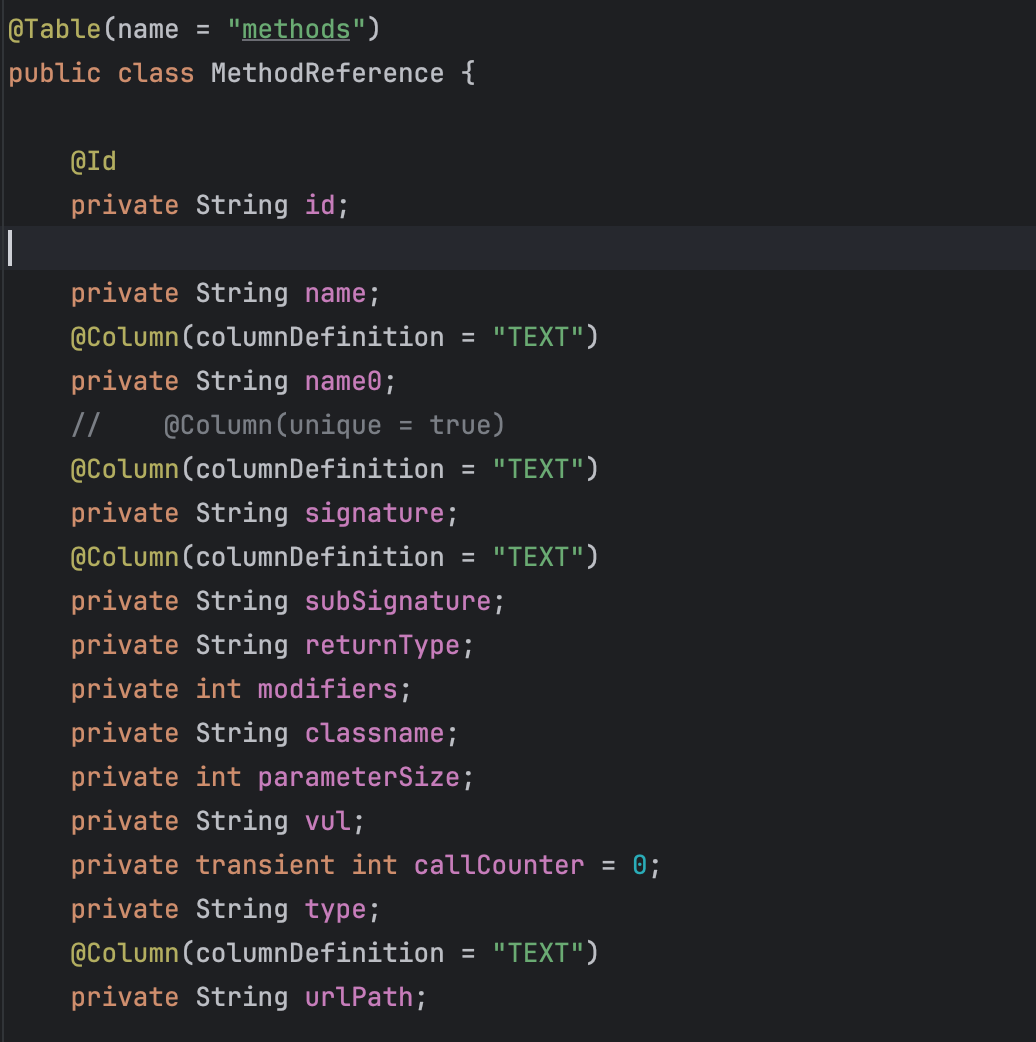 @Table(name = "methods")
public class MethodReference {
@Id
private String id;
private String name;
@Column(columnDefinition = "TEXT")
private String name0;
//    @Column(unique = true)
@Column(columnDefinition = "TEXT")
private String signature;
@Column(columnDefinition = "TEXT")
private String subSignature;
private String returnType;
private int modifiers;
private String classname;
private int parameterSize;
private String vul;
private transient int callCounter = 0;
private String type;
@Column(columnDefinition = "TEXT")
private String urlPath;